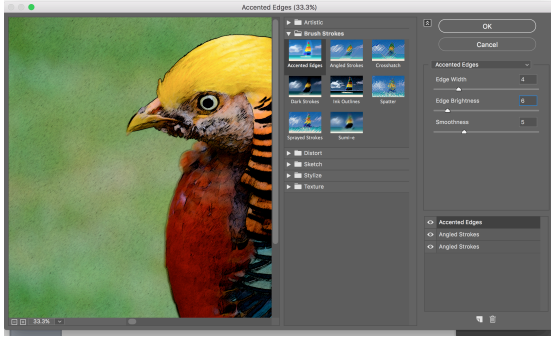 Accented Edges (33.3%)
Artistic
Brush Strokes
Accented Edges
Angled Strokes
Crosshatch
Dark Strokes
Ink Outlines
Spatter
Sprayed Strokes
Sumi-e
Distort
Sketch
Stylize
Texture
33.3%
OK
Cancel
Accented Edges
Edge Width 4
Edge Brightness 6
Smoothness 5
Accented Edges
Angled Strokes
Angled Strokes